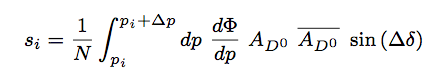 $s_i = \frac{1}{N} \int_{p_i}^{p_i + \Delta p} dp \; \frac{d\Phi}{dp} \; A_{D^0} \; \overline{A_{D^0}} \; \sin(\Delta\delta)$